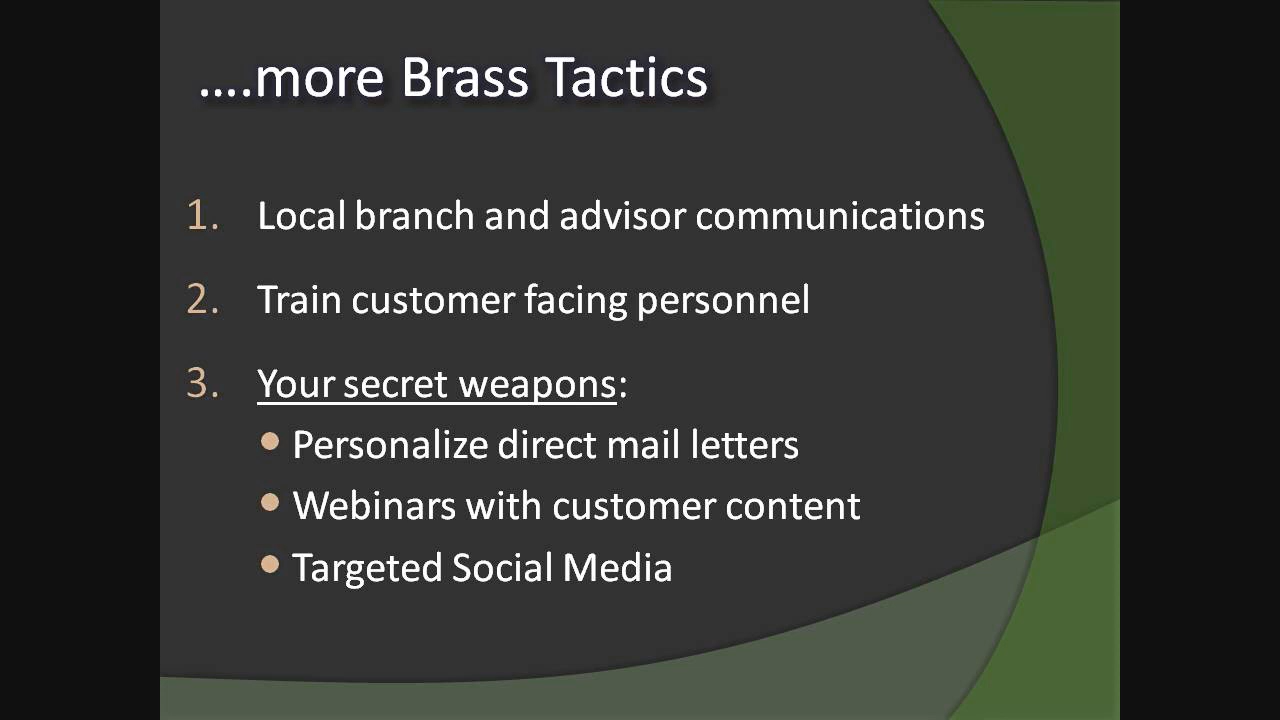 ....more Brass Tactics
1. Local branch and advisor communications
2. Train customer facing personnel
3. Your secret weapons:
• Personalize direct mail letters
• Webinars with customer content
• Targeted Social Media